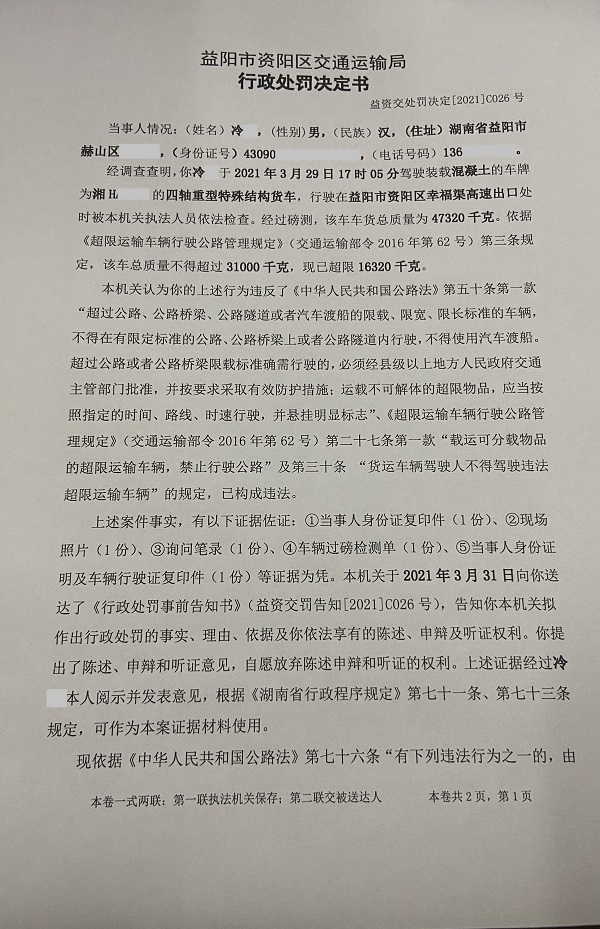 益阳市资阳区交通运输局
行政处罚决定书
益资交处罚决定[2021]C026 号
当事人情况：（姓名）冷 ，（性别）男，（民族）汉，（住址）湖南省益阳市
赫山区 ，（身份证号）43090 ，（电话号码）136 。
经调查查明，你冷 于 2021 年 3 月 29 日 17 时 05 分驾驶装载混凝土的车牌
为湘 H 的四轴重型特殊结构货车，行驶在益阳市资阳区幸福渠高速出口处
时被本机关执法人员依法检查。经过磅测，该车车货总质量为 47320 千克。依据
《超限运输车辆行驶公路管理规定》（交通运输部令 2016 年第 62 号）第三条规
定，该车总质量不得超过 31000 千克，现已超限 16320 千克。
本机关认为你的上述行为违反了《中华人民共和国公路法》第五十条第一款
“超过公路、公路桥梁、公路隧道或者汽车渡船的限载、限宽、限长标准的车辆，
不得在有限定标准的公路、公路桥梁上或者公路隧道内行驶，不得使用汽车渡船。
超过公路或者公路桥梁限载标准确需行驶的，必须经县级以上地方人民政府交通
主管部门批准，并按要求采取有效防护措施；运载不可解体的超限物品，应当按
照指定的时间、路线、时速行驶，并悬挂明显标志”、《超限运输车辆行驶公路管
理规定》（交通运输部令 2016 年第 62 号）第二十七条第一款“载运可分载物品
的超限运输车辆，禁止行驶公路”及第三十条 “货运车辆驾驶人不得驾驶违法
超限运输车辆”的规定，已构成违法。
上述案件事实，有以下证据佐证：①当事人身份证复印件（1 份）、②现场
照片（1 份）、③询问笔录（1 份）、④车辆过磅检测单（1 份）、⑤当事人身份证
明及车辆行驶证复印件（1 份）等证据为凭。本机关于 2021 年 3 月 31 日向你送
达了《行政处罚事前告知书》（益资交罚告知[2021]C026 号），告知你本机关拟
作出行政处罚的事实、理由、依据及你依法享有的陈述、申辩及听证权利。你提
出了陈述、申辩和听证意见，自愿放弃陈述申辩和听证的权利。上述证据经过冷
本人阅示并发表意见，根据《湖南省行政程序规定》第七十一条、第七十三条
规定，可作为本案证据材料使用。
现依据《中华人民共和国公路法》第七十六条“有下列违法行为之一的，由
本卷一式两联：第一联执法机关保存；第二联交被送达人 本卷共 2 页，第 1 页